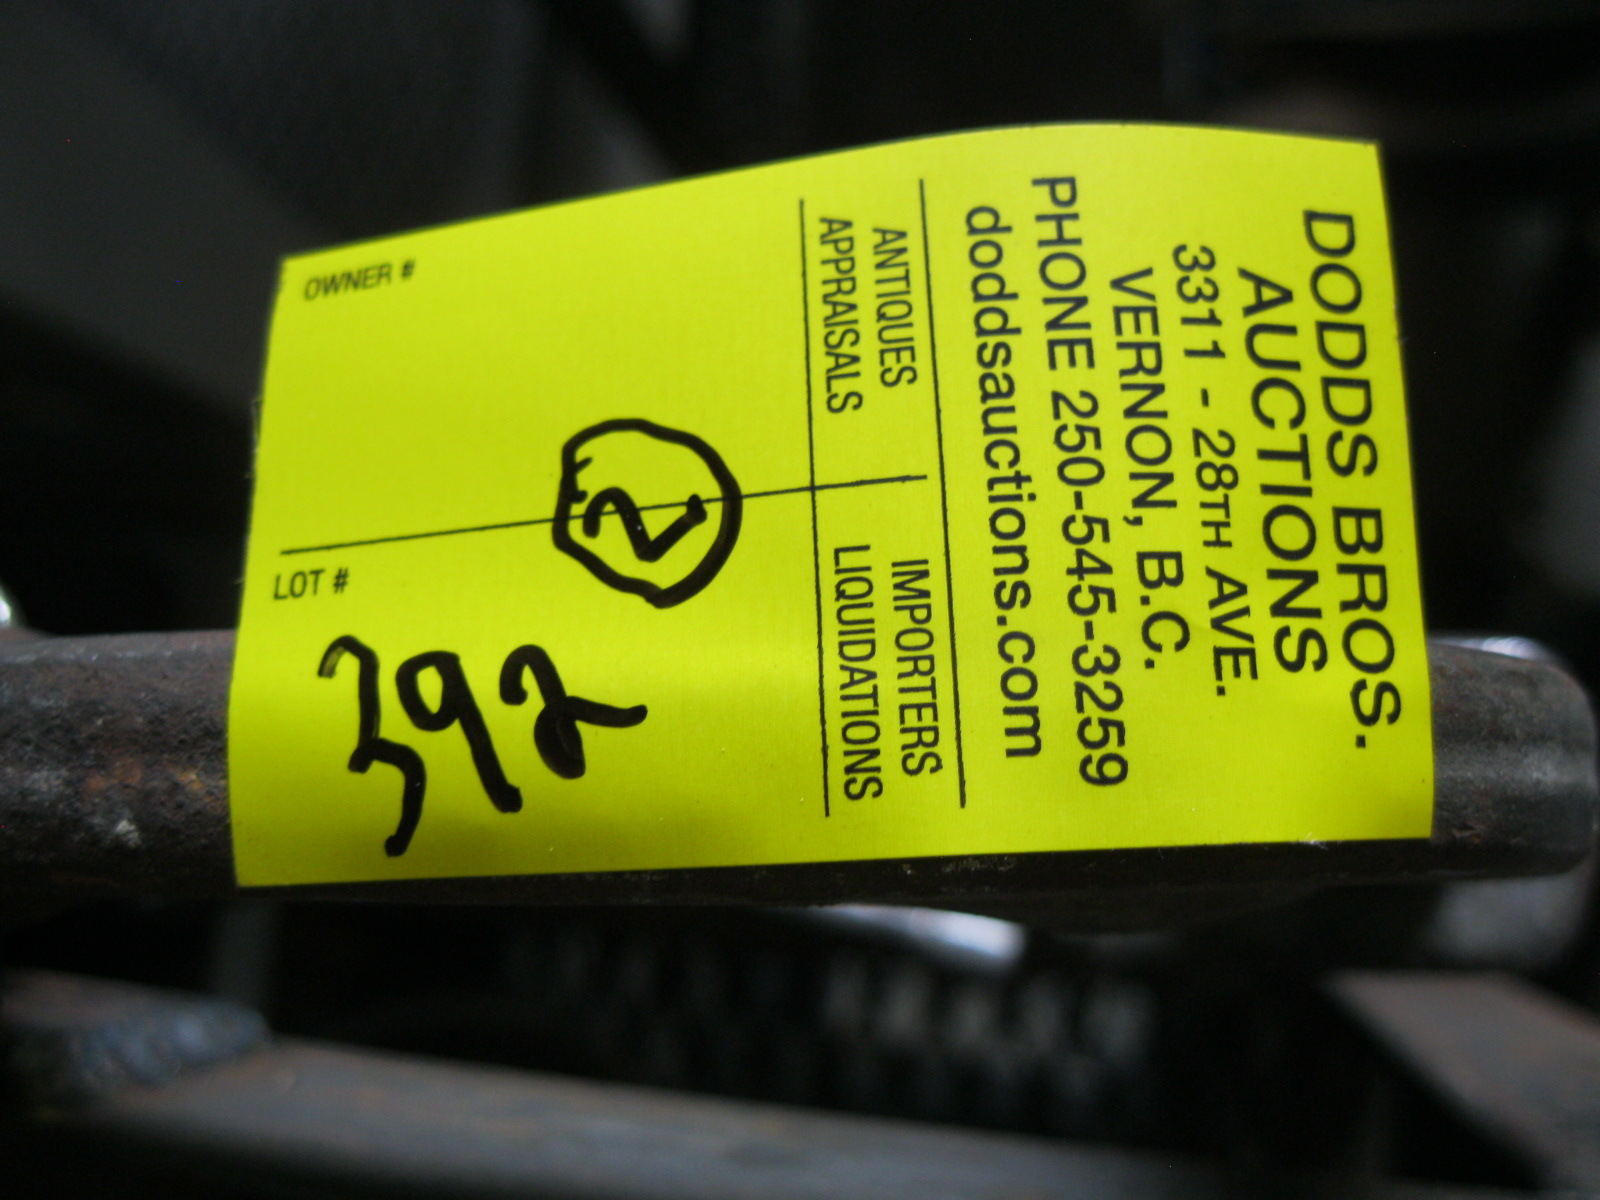 DODDS BROS.
AUCTIONS
3311 - 28TH AVE.
VERNON, B.C.
PHONE 250-545-3259
doddsauctions.com
ANTIQUES
APPRAISALS
IMPORTERS
LIQUIDATIONS
2
OWNER #
LOT #
392